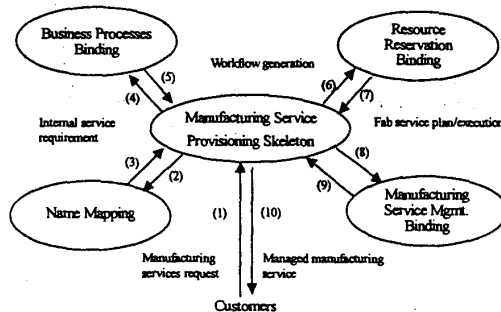 Business Processes
Binding
Resource
Reservation
Binding
Workflow generation
(5)
(4)
(6)
(7)
Internal service
requirement
Manufacturing Service
Provisioning Skeleton
Fab service plan/execution
(3)
(2)
(8)
(9)
Name Mapping
(1)
(10)
Manufacturing
Service Mgmt.
Binding
Manufacturing
services request
Managed manufacturing
service
Customers